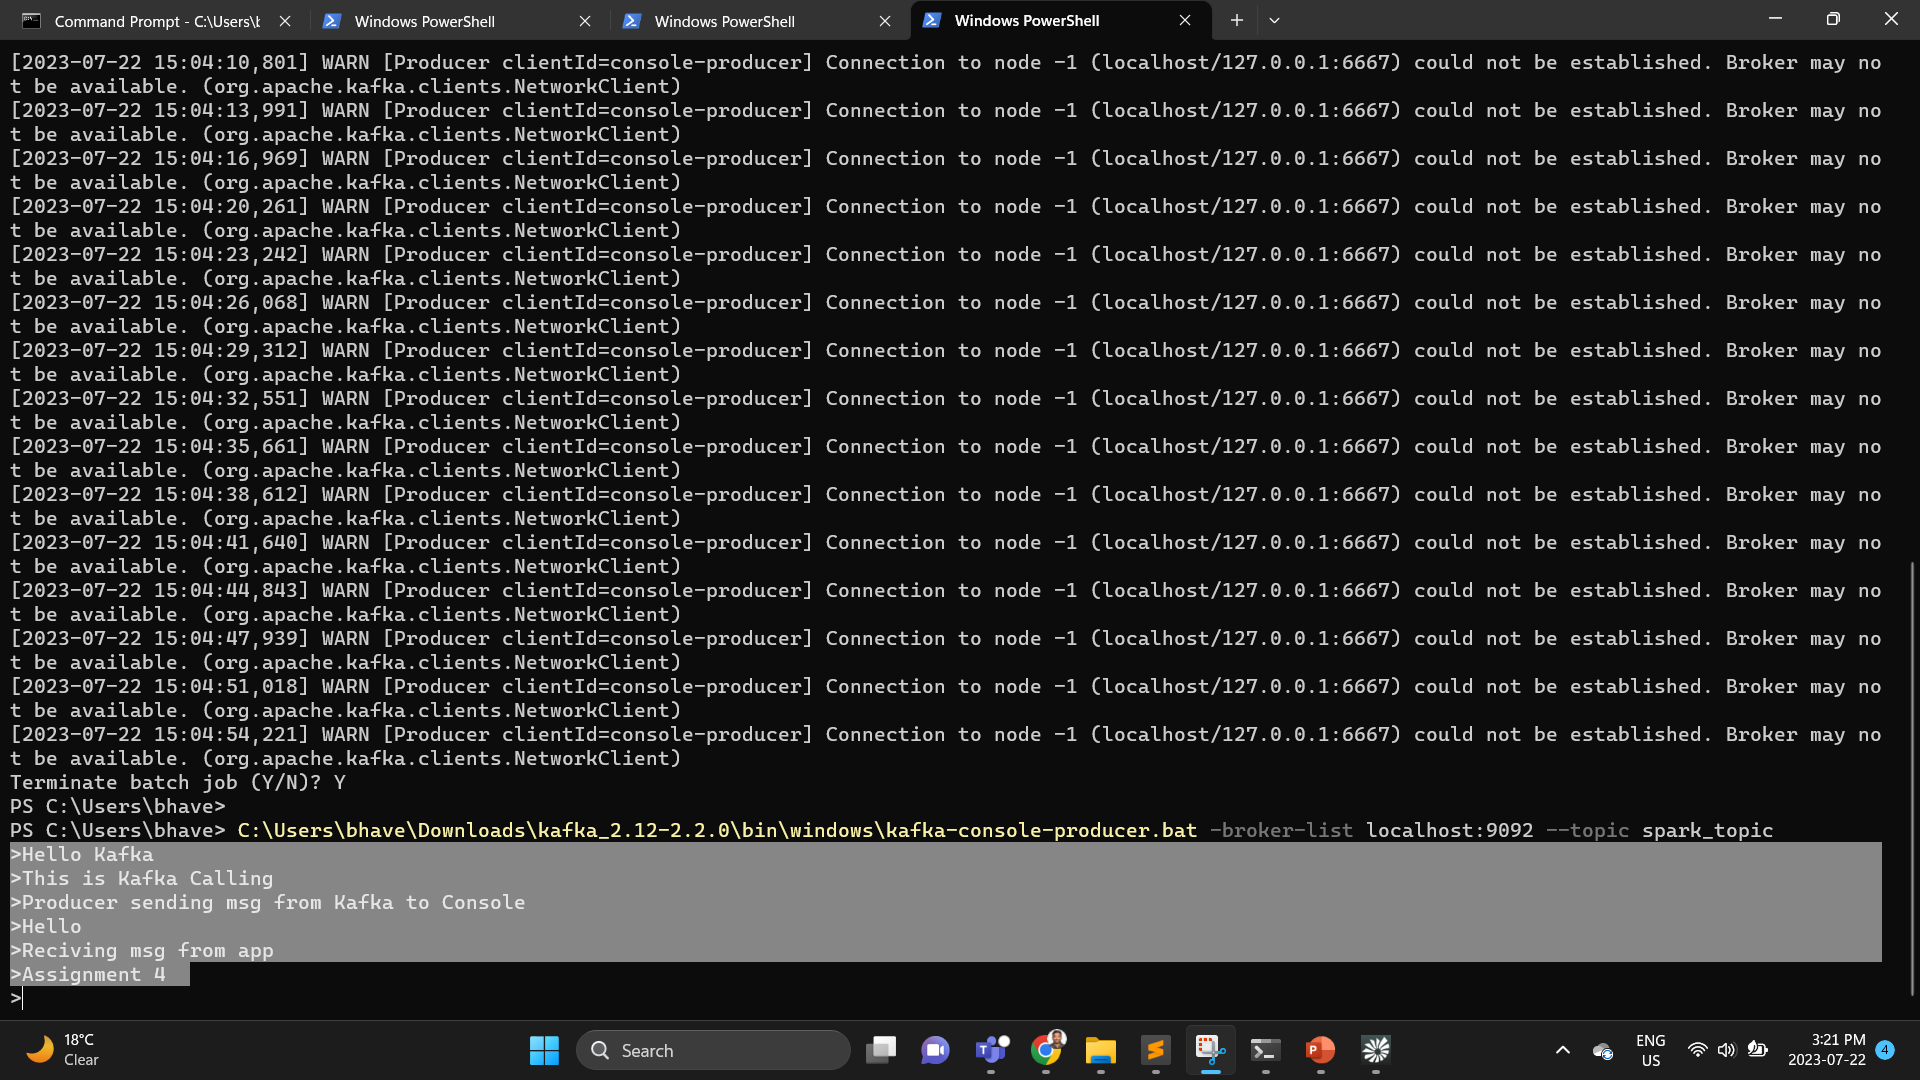 Command Prompt - C:\Users\b
Windows PowerShell
Windows PowerShell
Windows PowerShell
[2023-07-22 15:04:10,801] WARN [Producer clientId=console-producer] Connection to node -1 (localhost/127.0.0.1:6667) could not be established. Broker may no
t be available. (org.apache.kafka.clients.NetworkClient)
[2023-07-22 15:04:13,991] WARN [Producer clientId=console-producer] Connection to node -1 (localhost/127.0.0.1:6667) could not be established. Broker may no
t be available. (org.apache.kafka.clients.NetworkClient)
[2023-07-22 15:04:16,969] WARN [Producer clientId=console-producer] Connection to node -1 (localhost/127.0.0.1:6667) could not be established. Broker may no
t be available. (org.apache.kafka.clients.NetworkClient)
[2023-07-22 15:04:20,261] WARN [Producer clientId=console-producer] Connection to node -1 (localhost/127.0.0.1:6667) could not be established. Broker may no
t be available. (org.apache.kafka.clients.NetworkClient)
[2023-07-22 15:04:23,242] WARN [Producer clientId=console-producer] Connection to node -1 (localhost/127.0.0.1:6667) could not be established. Broker may no
t be available. (org.apache.kafka.clients.NetworkClient)
[2023-07-22 15:04:26,068] WARN [Producer clientId=console-producer] Connection to node -1 (localhost/127.0.0.1:6667) could not be established. Broker may no
t be available. (org.apache.kafka.clients.NetworkClient)
[2023-07-22 15:04:29,312] WARN [Producer clientId=console-producer] Connection to node -1 (localhost/127.0.0.1:6667) could not be established. Broker may no
t be available. (org.apache.kafka.clients.NetworkClient)
[2023-07-22 15:04:32,551] WARN [Producer clientId=console-producer] Connection to node -1 (localhost/127.0.0.1:6667) could not be established. Broker may no
t be available. (org.apache.kafka.clients.NetworkClient)
[2023-07-22 15:04:35,661] WARN [Producer clientId=console-producer] Connection to node -1 (localhost/127.0.0.1:6667) could not be established. Broker may no
t be available. (org.apache.kafka.clients.NetworkClient)
[2023-07-22 15:04:38,612] WARN [Producer clientId=console-producer] Connection to node -1 (localhost/127.0.0.1:6667) could not be established. Broker may no
t be available. (org.apache.kafka.clients.NetworkClient)
[2023-07-22 15:04:41,640] WARN [Producer clientId=console-producer] Connection to node -1 (localhost/127.0.0.1:6667) could not be established. Broker may no
t be available. (org.apache.kafka.clients.NetworkClient)
[2023-07-22 15:04:44,843] WARN [Producer clientId=console-producer] Connection to node -1 (localhost/127.0.0.1:6667) could not be established. Broker may no
t be available. (org.apache.kafka.clients.NetworkClient)
[2023-07-22 15:04:47,939] WARN [Producer clientId=console-producer] Connection to node -1 (localhost/127.0.0.1:6667) could not be established. Broker may no
t be available. (org.apache.kafka.clients.NetworkClient)
[2023-07-22 15:04:51,018] WARN [Producer clientId=console-producer] Connection to node -1 (localhost/127.0.0.1:6667) could not be established. Broker may no
t be available. (org.apache.kafka.clients.NetworkClient)
[2023-07-22 15:04:54,221] WARN [Producer clientId=console-producer] Connection to node -1 (localhost/127.0.0.1:6667) could not be established. Broker may no
t be available. (org.apache.kafka.clients.NetworkClient)
Terminate batch job (Y/N)? Y
PS C:\Users\bhave>
PS C:\Users\bhave> C:\Users\bhave\Downloads\kafka_2.12-2.2.0\bin\windows\kafka-console-producer.bat -broker-list localhost:9092 --topic spark_topic
>Hello Kafka
>This is Kafka Calling
>Producer sending msg from Kafka to Console
>Hello
>Reciving msg from app
>Assignment 4
>
18°C
Clear
Search
ENG
US
3:21 PM
2023-07-22
4